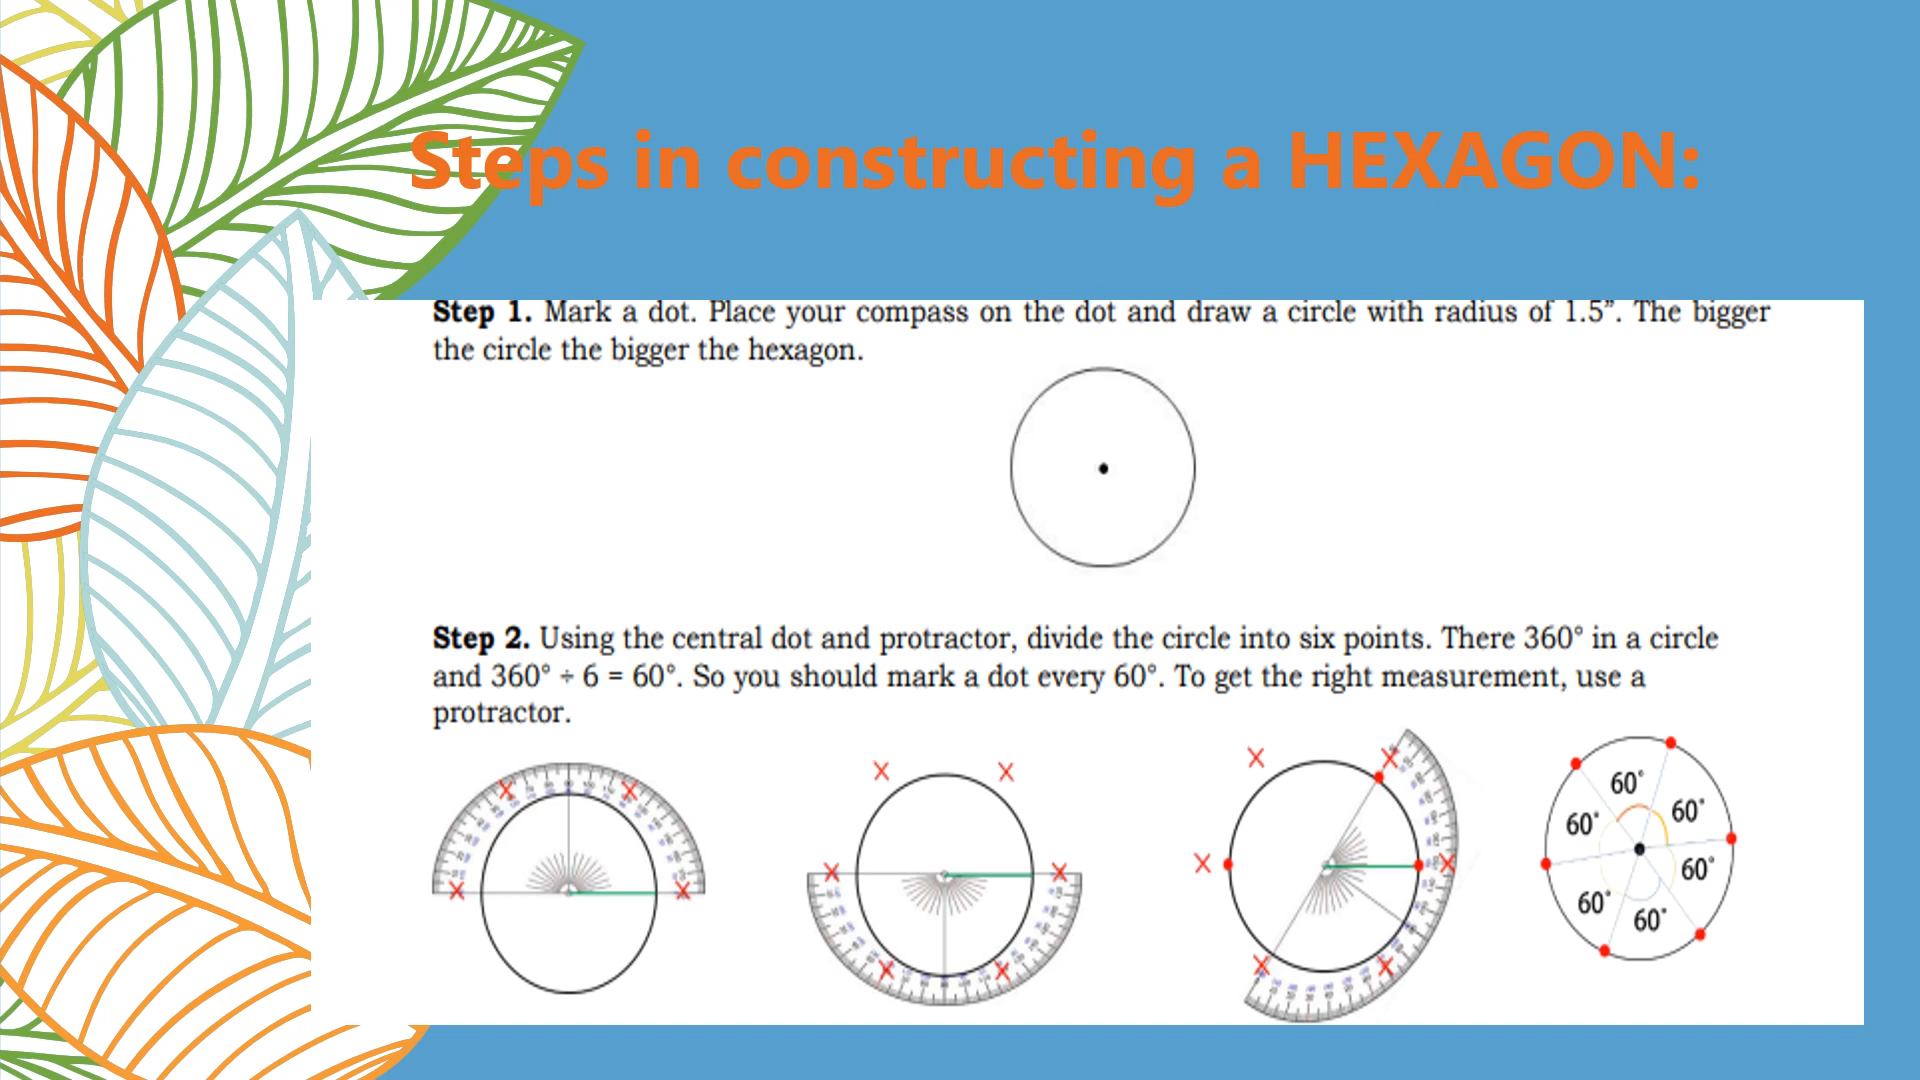 Steps in constructing a HEXAGON:
Step 1. Mark a dot. Place your compass on the dot and draw a circle with radius of 1.5”. The bigger
the circle the bigger the hexagon.
Step 2. Using the central dot and protractor, divide the circle into six points. There 360° in a circle
and 360° ÷ 6 = 60°. So you should mark a dot every 60°. To get the right measurement, use a
protractor.
60°
60°
60°
60°
60°
60°